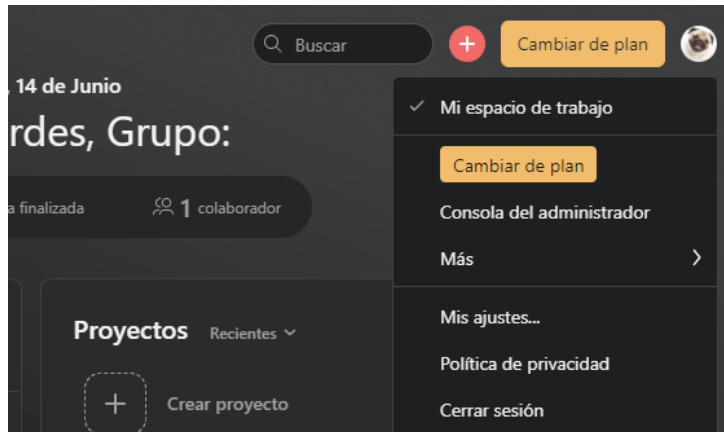 Buscar
Cambiar de plan
, 14 de Junio
rdes, Grupo:
a finalizada
1 colaborador
Proyectos
Recientes
Crear proyecto
Mi espacio de trabajo
Cambiar de plan
Consola del administrador
Más
Mis ajustes...
Política de privacidad
Cerrar sesión